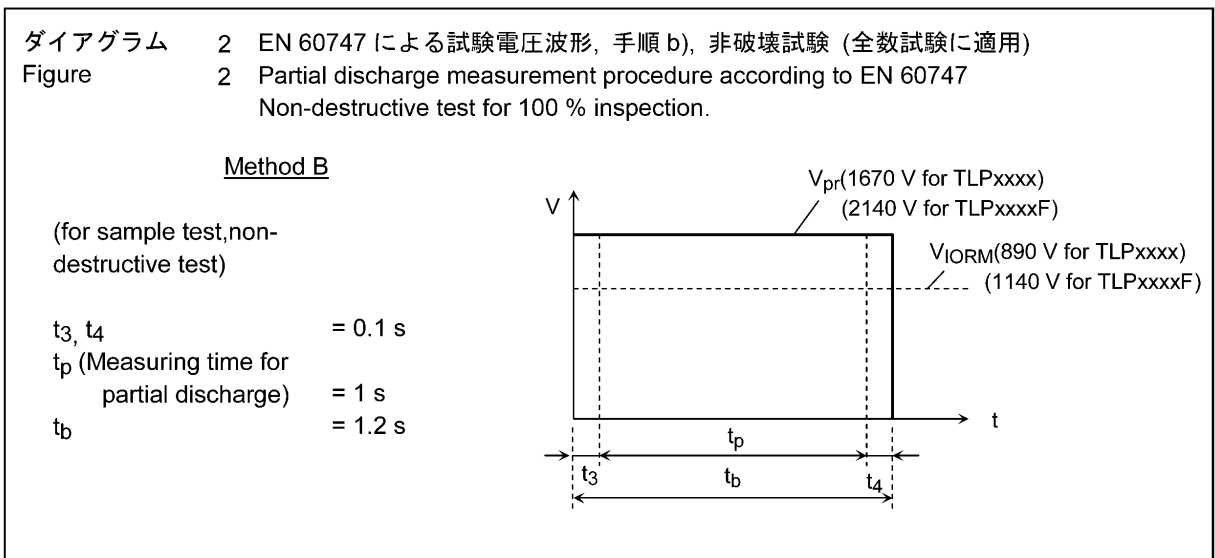 ダイアグラム 2 EN 60747 による試験電圧波形, 手順 b), 非破壊試験 (全数試験に適用)
Figure 2 Partial discharge measurement procedure according to EN 60747
Non-destructive test for 100 % inspection.
Method B
(for sample test,non-
destructive test)
t3, t4 = 0.1 s
tp (Measuring time for
partial discharge) = 1 s
tb = 1.2 s
V
Vpr(1670 V for TLPxxxx)
(2140 V for TLPxxxxF)
VIORM(890 V for TLPxxxx)
(1140 V for TLPxxxxF)
t
tp
t3 tb t4